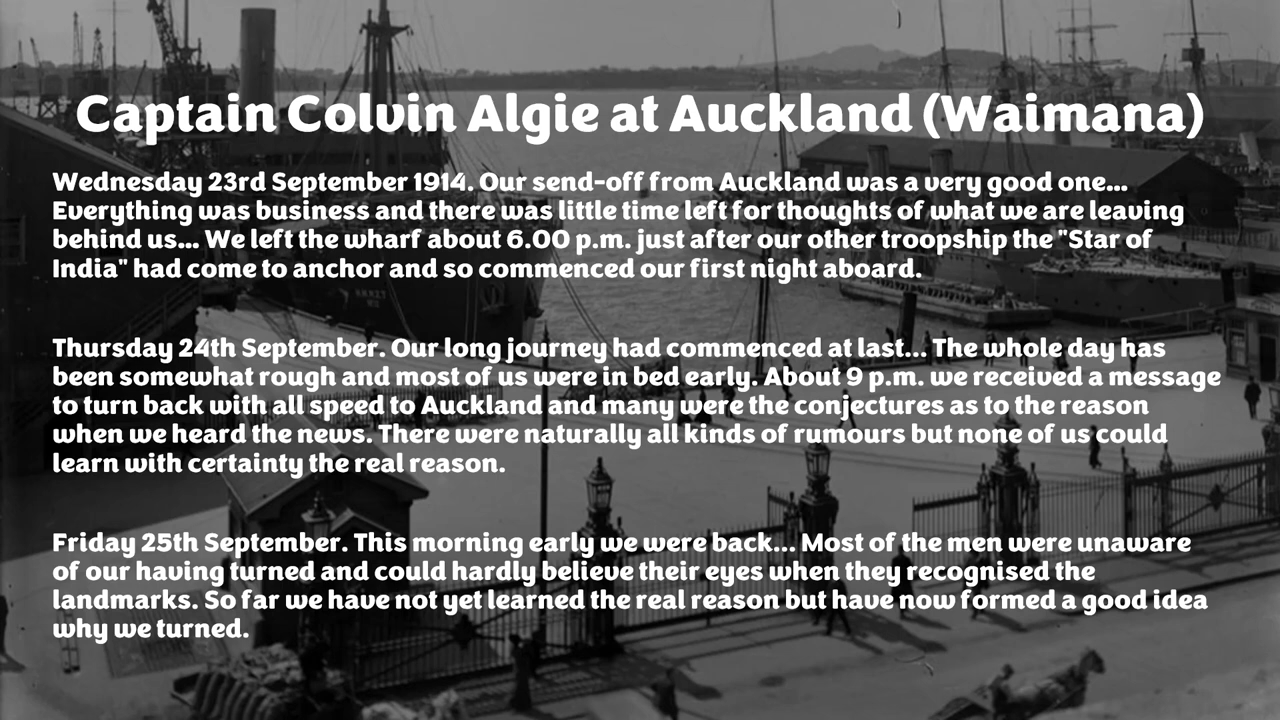 Captain Colvin Algie at Auckland (Waimana)
Wednesday 23rd September 1914. Our send-off from Auckland was a very good one...
Everything was business and there was little time left for thoughts of what we are leaving
behind us... We left the wharf about 6.00 p.m. just after our other troopship the "Star of
India" had come to anchor and so commenced our first night aboard.
Thursday 24th September. Our long journey had commenced at last... The whole day has
been somewhat rough and most of us were in bed early. About 9 p.m. we received a message
to turn back with all speed to Auckland and many were the conjectures as to the reason
when we heard the news. There were naturally all kinds of rumours but none of us could
learn with certainty the real reason.
Friday 25th September. This morning early we were back... Most of the men were unaware
of our having turned and could hardly believe their eyes when they recognised the
landmarks. So far we have not yet learned the real reason but have now formed a good idea
why we turned.